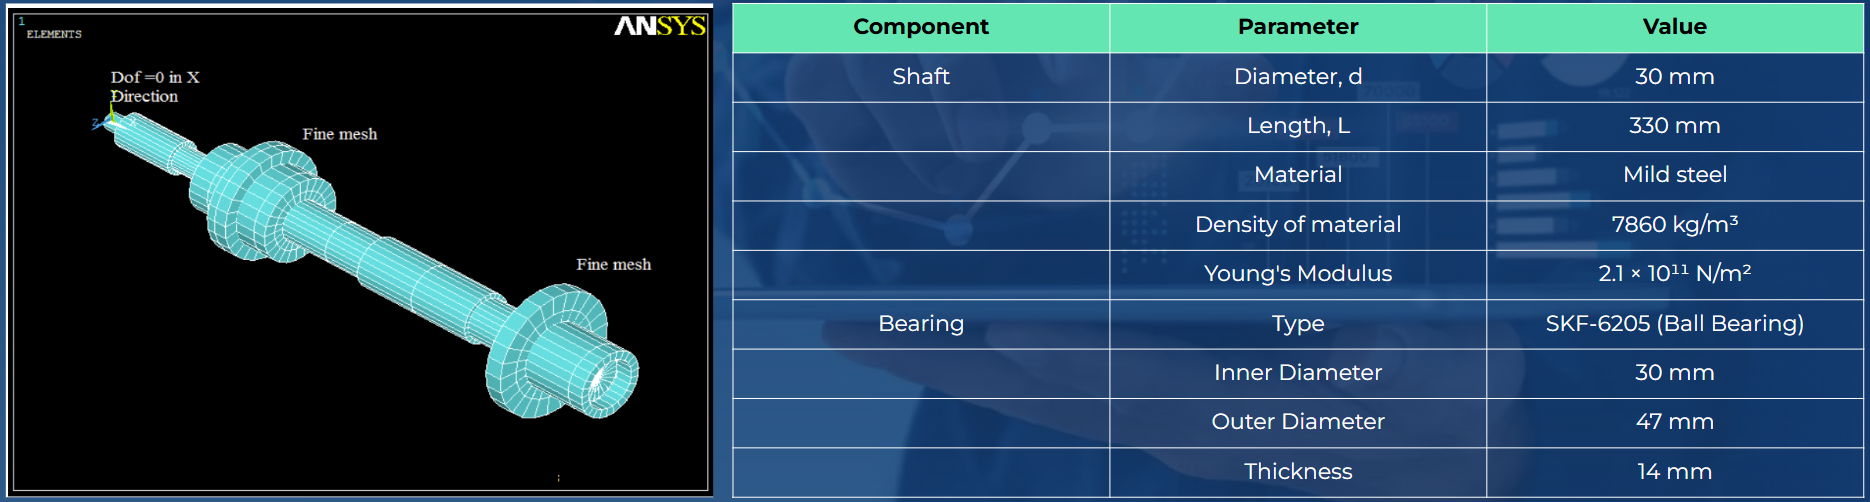 1
ELEMENTS
ANSYS
Dof =0 in X
Direction
Y
Z
X
Fine mesh
Fine mesh
Component Parameter Value
Shaft Diameter, d 30 mm
Length, L 330 mm
Material Mild steel
Density of material 7860 kg/m³
Young's Modulus 2.1 × 10¹¹ N/m²
Bearing Type SKF-6205 (Ball Bearing)
Inner Diameter 30 mm
Outer Diameter 47 mm
Thickness 14 mm